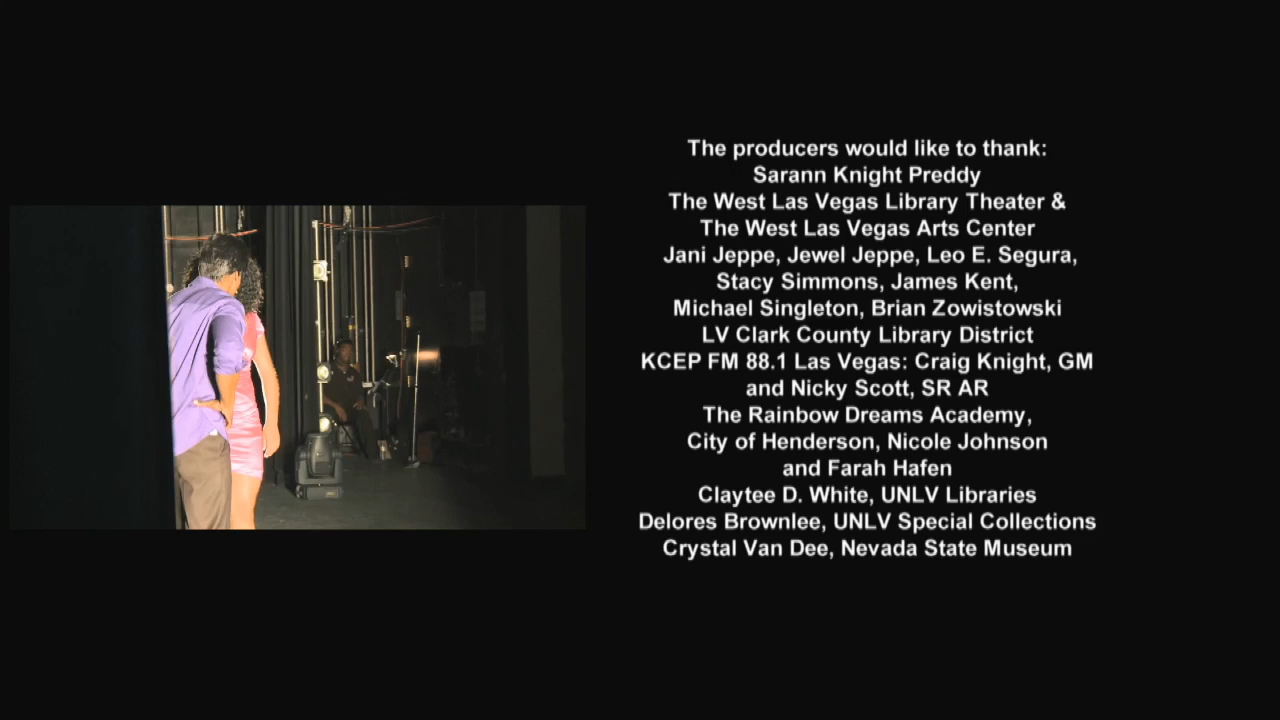 The producers would like to thank:
Sarann Knight Preddy
The West Las Vegas Library Theater &
The West Las Vegas Arts Center
Jani Jeppe, Jewel Jeppe, Leo E. Segura,
Stacy Simmons, James Kent,
Michael Singleton, Brian Zowistowski
LV Clark County Library District
KCEP FM 88.1 Las Vegas: Craig Knight, GM
and Nicky Scott, SR AR
The Rainbow Dreams Academy,
City of Henderson, Nicole Johnson
and Farah Hafen
Claytee D. White, UNLV Libraries
Delores Brownlee, UNLV Special Collections
Crystal Van Dee, Nevada State Museum